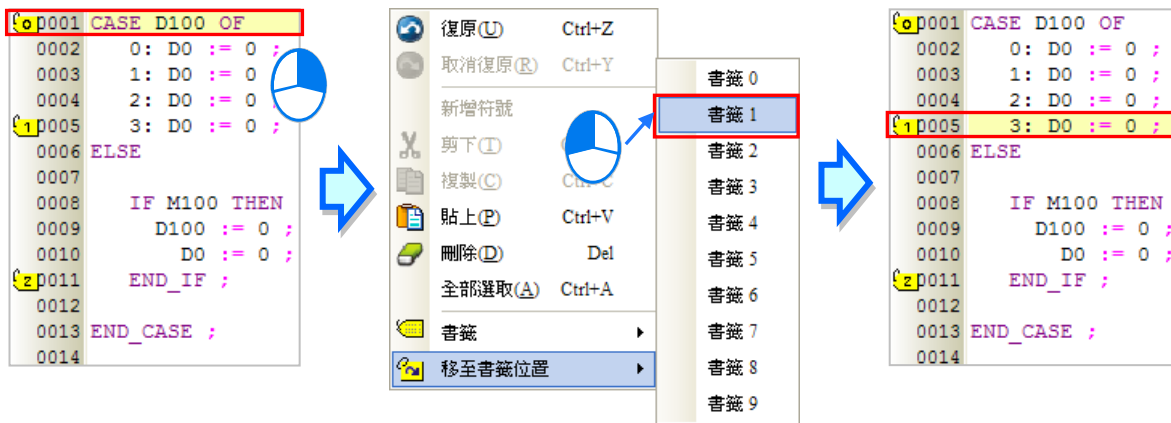 0 0001 CASE D100 OF
0002 0: D0 := 0 ;
0003 1: D0 := 0 ;
0004 2: D0 := 0 ;
1 0005 3: D0 := 0 ;
0006 ELSE
0007
0008 IF M100 THEN
0009 D100 := 0 ;
0010 D0 := 0 ;
2 0011 END_IF ;
0012
0013 END_CASE ;
0014
復原(U) Ctrl+Z
取消復原(R) Ctrl+Y
新增符號
剪下(T)
複製(C)
貼上(P) Ctrl+V
刪除(D) Del
全部選取(A) Ctrl+A
書籤
移至書籤位置
書籤 0
書籤 1
書籤 2
書籤 3
書籤 4
書籤 5
書籤 6
書籤 7
書籤 8
書籤 9
0 0001 CASE D100 OF
0002 0: D0 := 0 ;
0003 1: D0 := 0 ;
0004 2: D0 := 0 ;
1 0005 3: D0 := 0 ;
0006 ELSE
0007
0008 IF M100 THEN
0009 D100 := 0 ;
0010 D0 := 0 ;
2 0011 END_IF ;
0012
0013 END_CASE ;
0014